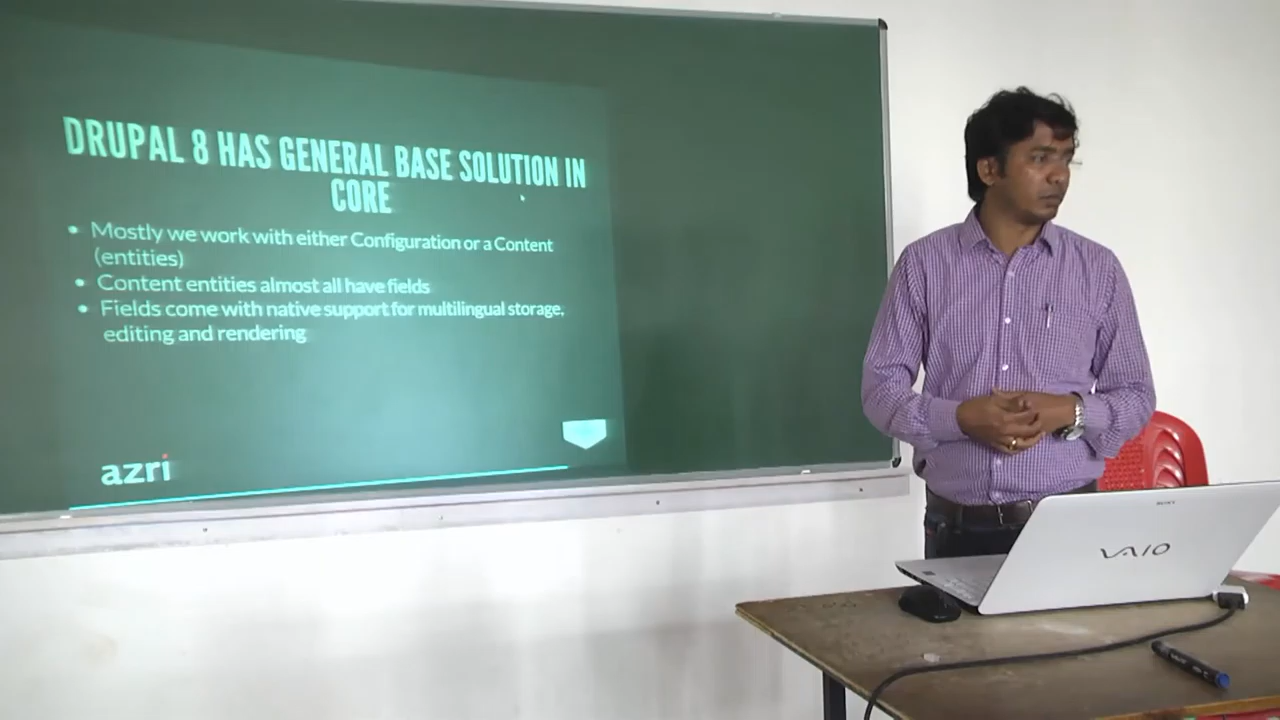 DRUPAL 8 HAS GENERAL BASE SOLUTION IN
CORE
• Mostly we work with either Configuration or a Content
(entities)
• Content entities almost all have fields
• Fields come with native support for multilingual storage,
editing and rendering
azri
SONY
VAIO